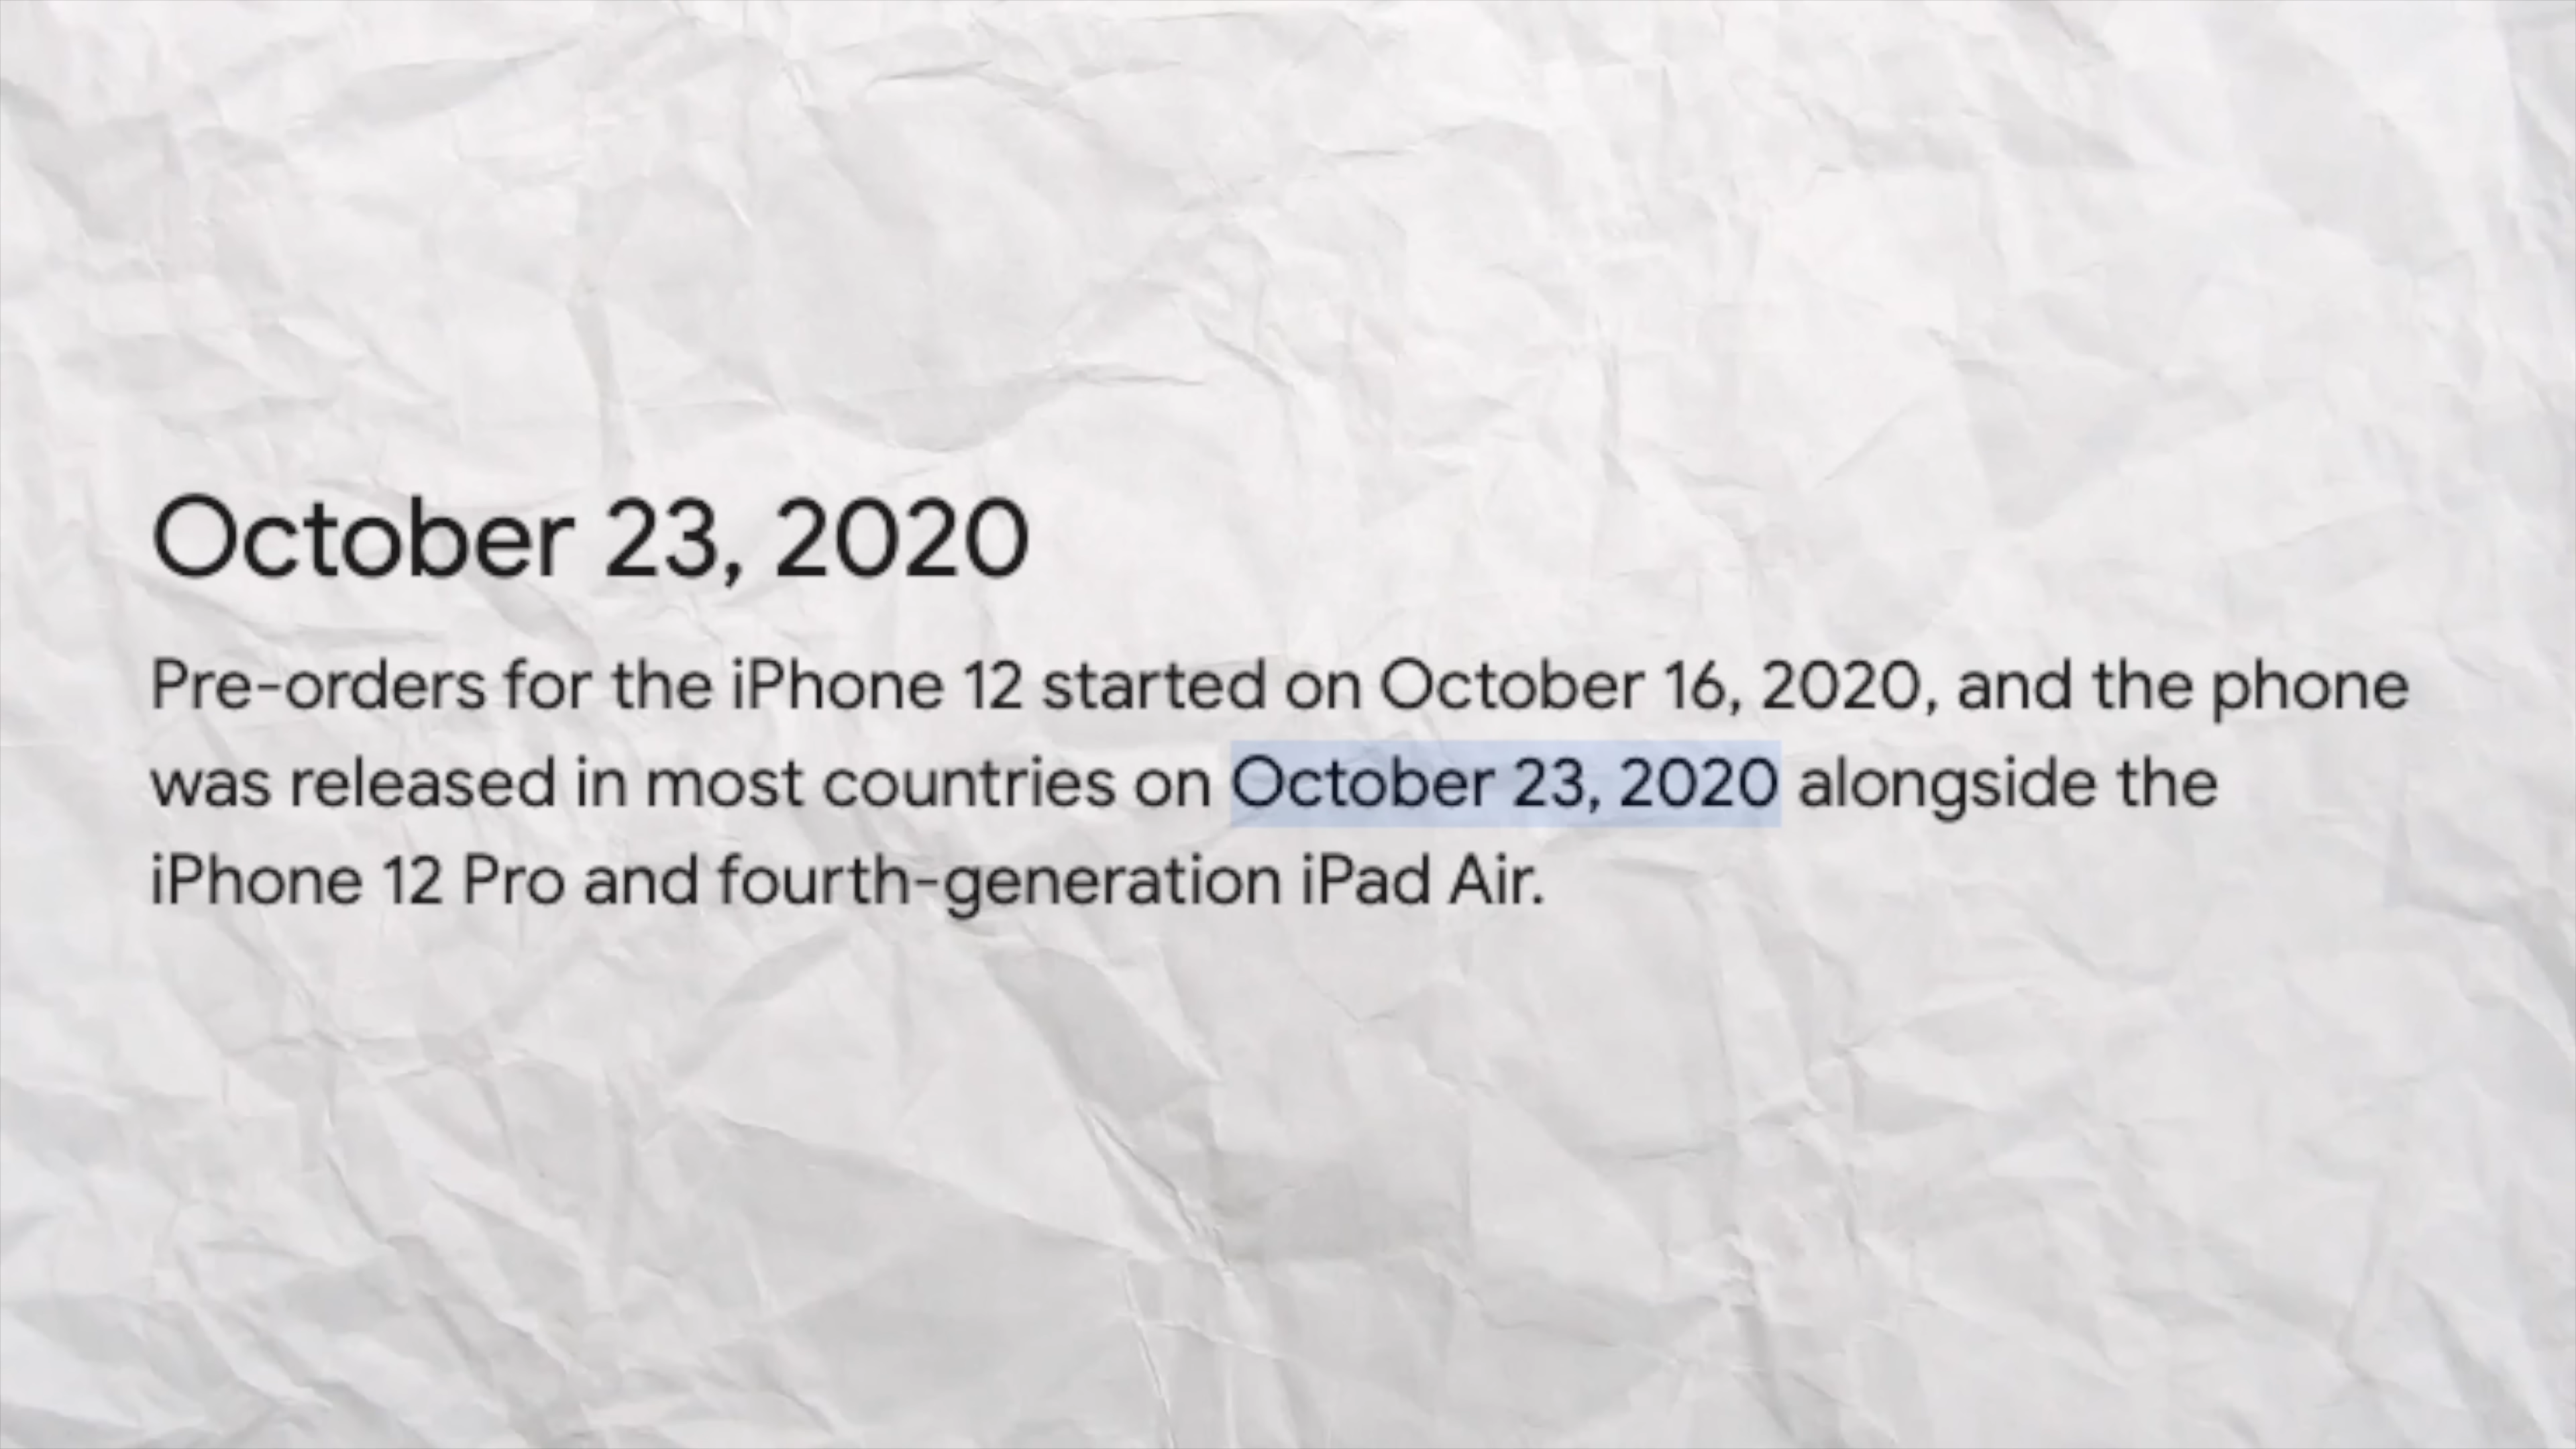 October 23, 2020
Pre-orders for the iPhone 12 started on October 16, 2020, and the phone
was released in most countries on October 23, 2020 alongside the
iPhone 12 Pro and fourth-generation iPad Air.